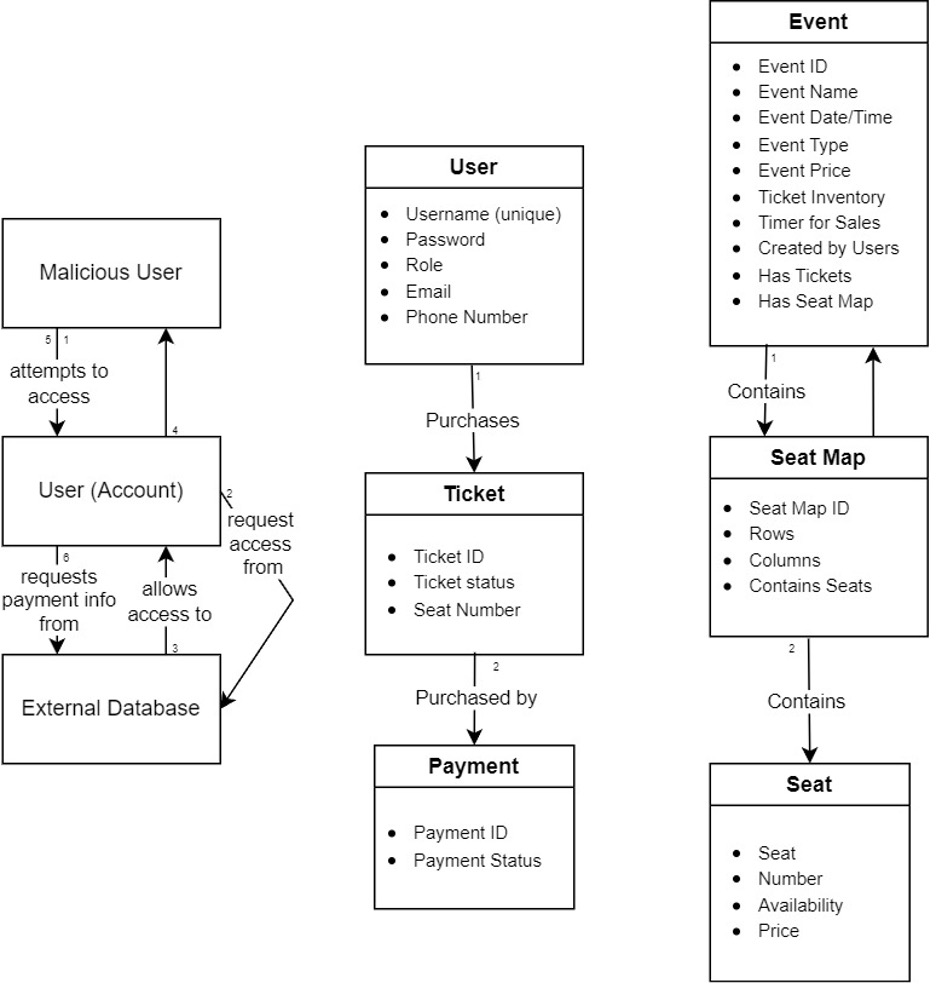 Malicious User
5
1
attempts to
access
4
User (Account)
2
request
access
from
6
requests
payment info
from
allows
access to
3
External Database
User
Username (unique)
Password
Role
Email
Phone Number
1
Purchases
Ticket
Ticket ID
Ticket status
Seat Number
2
Purchased by
Payment
Payment ID
Payment Status
Event
Event ID
Event Name
Event Date/Time
Event Type
Event Price
Ticket Inventory
Timer for Sales
Created by Users
Has Tickets
Has Seat Map
1
Contains
Seat Map
Seat Map ID
Rows
Columns
Contains Seats
2
Contains
Seat
Seat
Number
Availability
Price